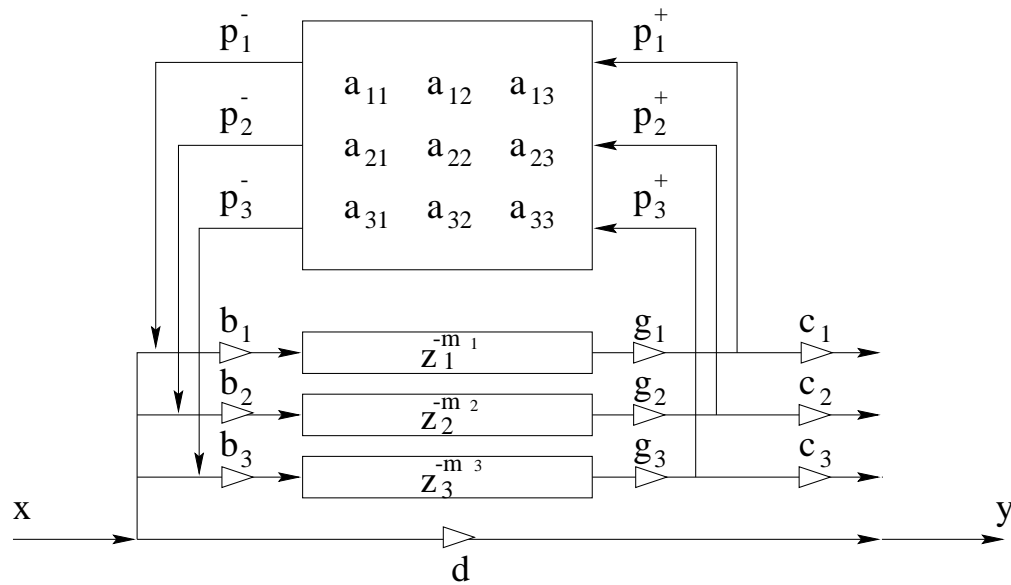 p₁⁻ p₁⁺
a₁₁ a₁₂ a₁₃
p₂⁻ p₂⁺
a₂₁ a₂₂ a₂₃
p₃⁻ p₃⁺
a₃₁ a₃₂ a₃₃
b₁ z₁^-m₁ g₁ c₁
b₂ z₂^-m₂ g₂ c₂
b₃ z₃^-m₃ g₃ c₃
x y
d